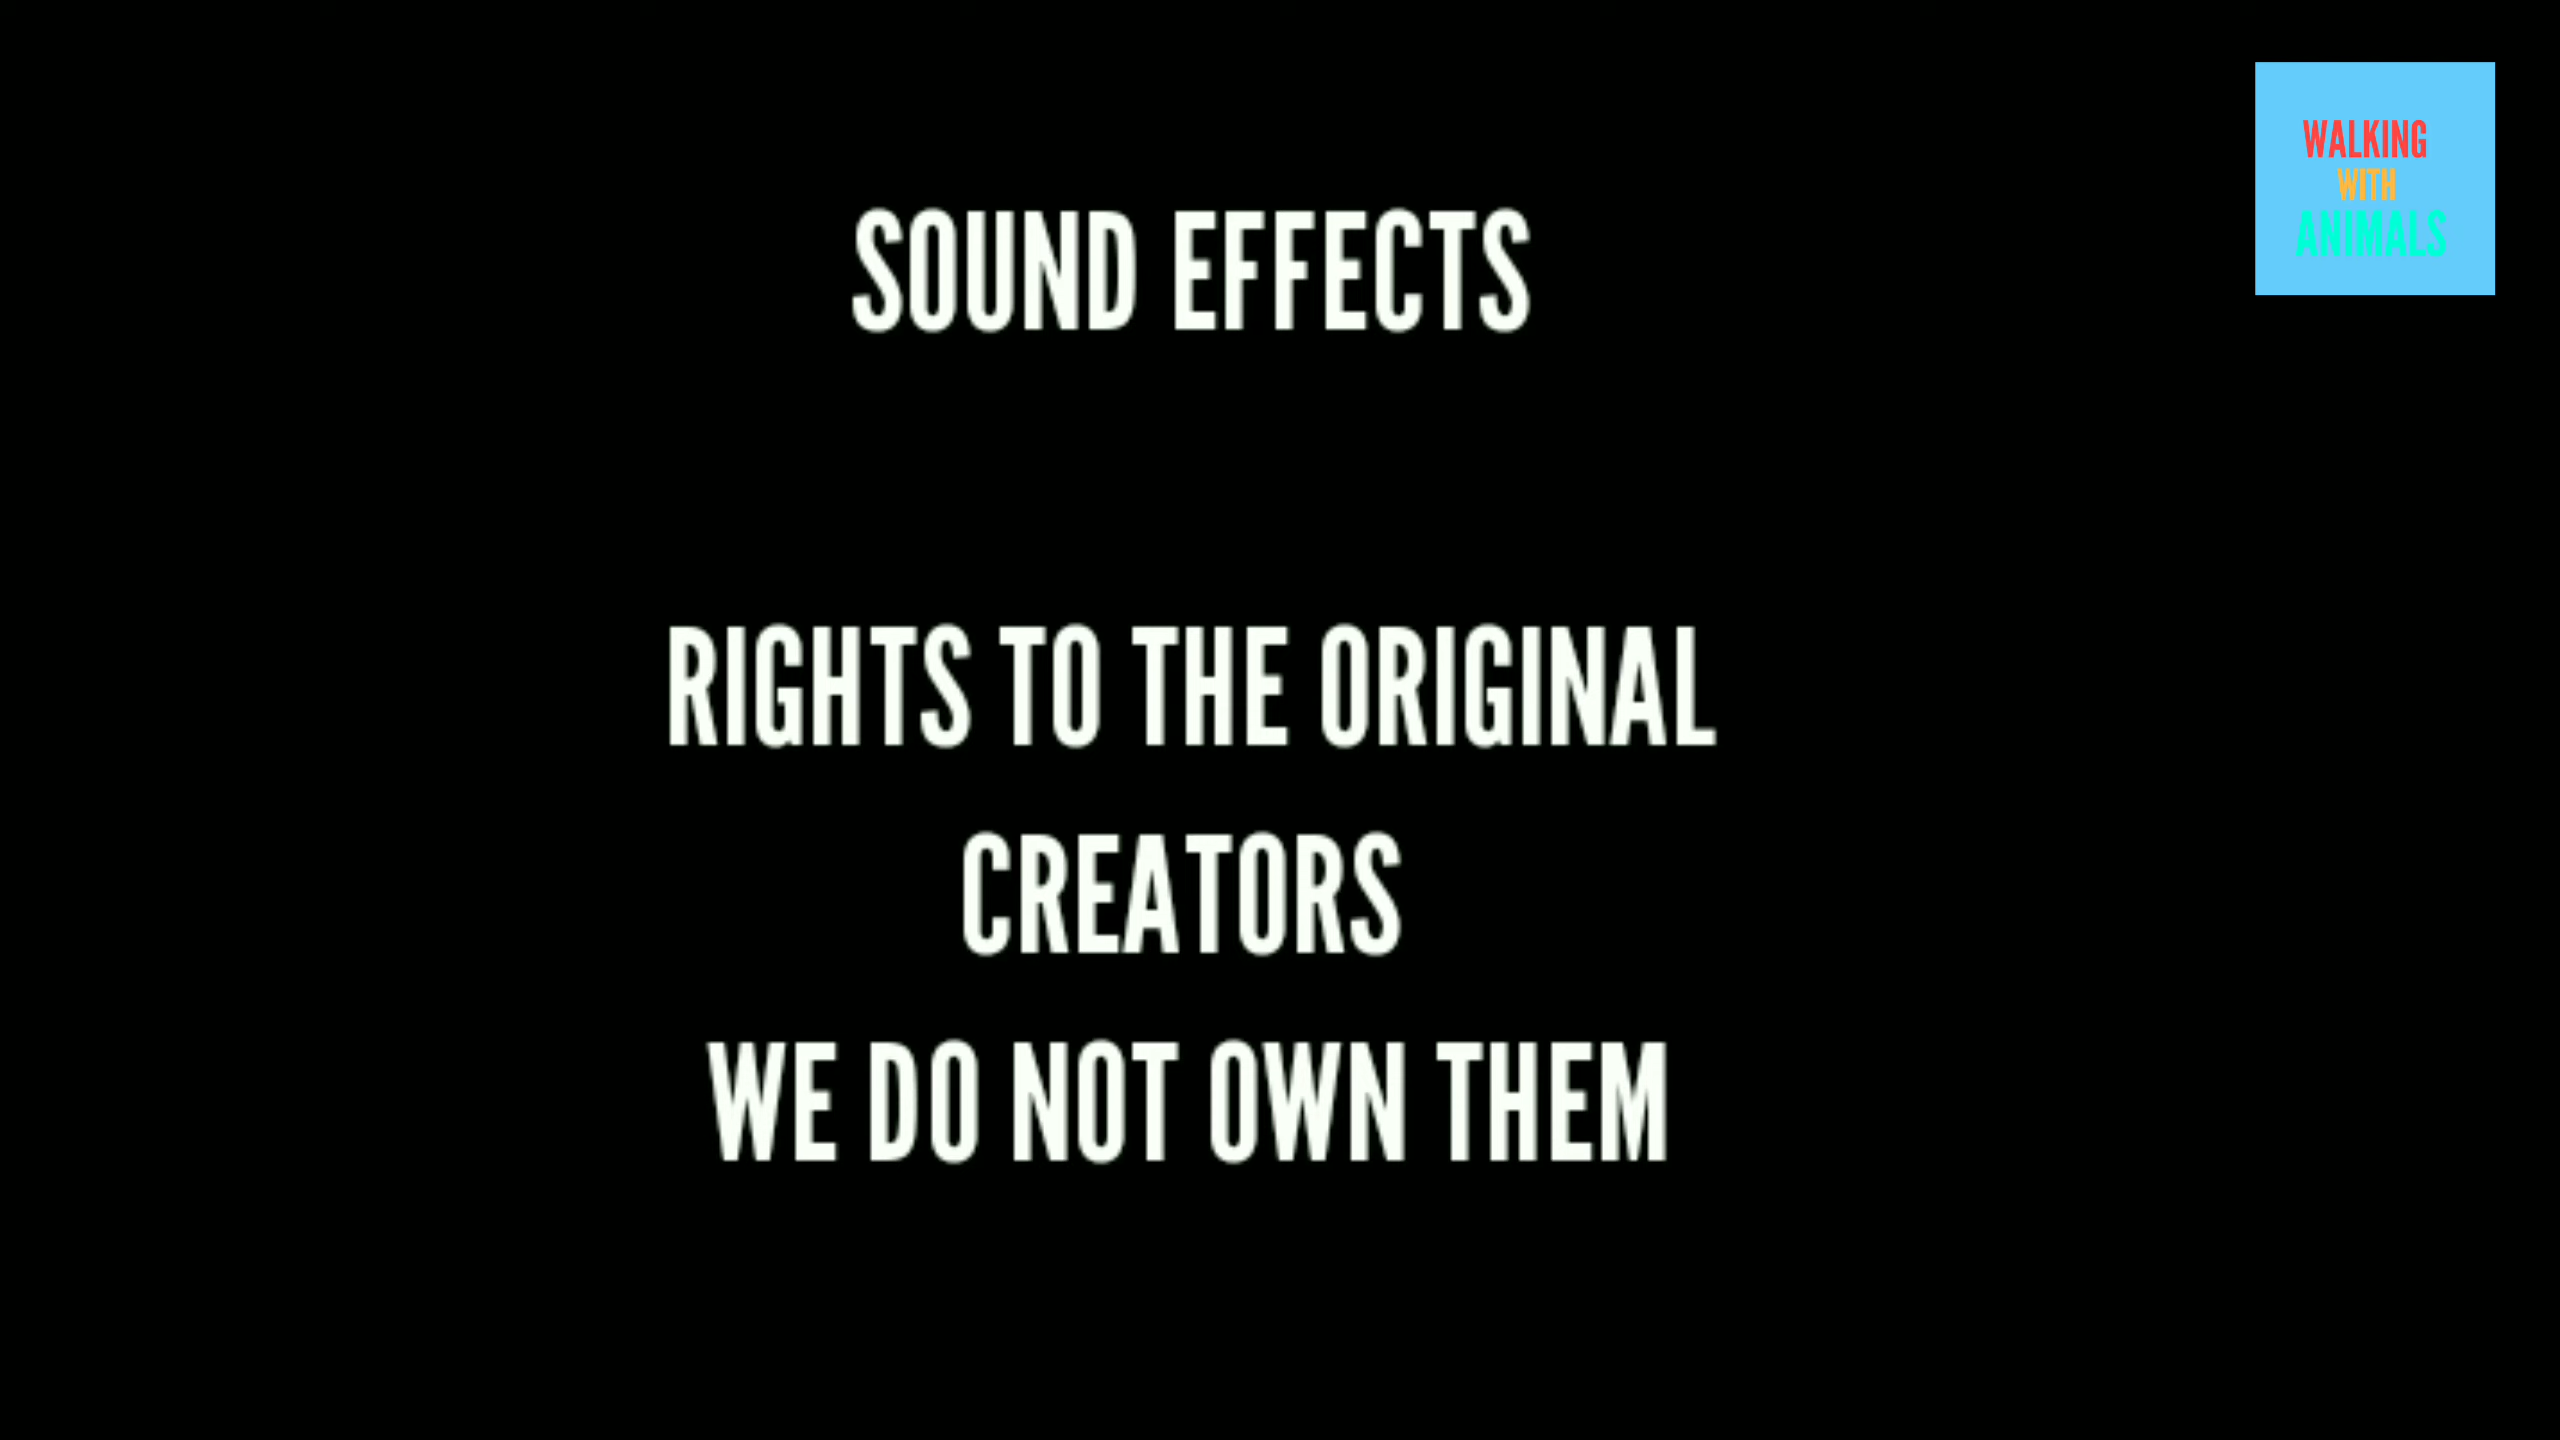 SOUND EFFECTS
RIGHTS TO THE ORIGINAL
CREATORS
WE DO NOT OWN THEM
WALKING
WITH
ANIMALS